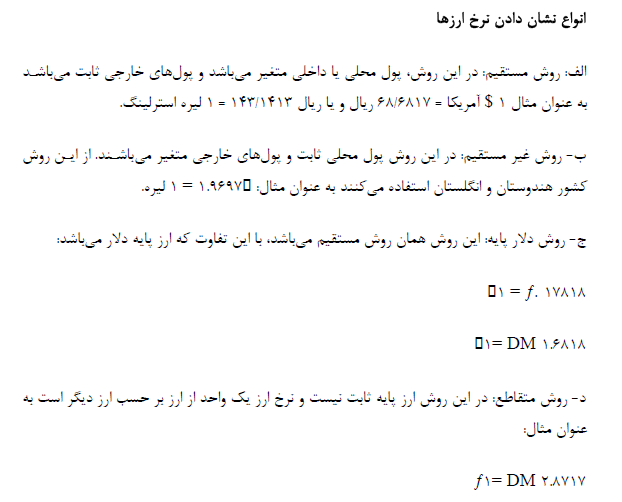 انواع نشان دادن نرخ ارزها
الف: روش مستقیم: در این روش، پول محلی یا داخلی متغیر می‌باشد و پول‌های خارجی ثابت می‌باشد
به عنوان مثال ۱ $ آمریکا = ۶۸/۶۸۱۷ ریال و یا ریال ۱۴۳/۱۴۱۳ = ۱ لیره استرلینگ.
ب- روش غیر مستقیم: در این روش پول محلی ثابت و پول‌های خارجی متغیر می‌باشند. از این روش
کشور هندوستان و انگلستان استفاده می‌کنند به عنوان مثال: ۱.۹۶۹۷ = ۱ لیره.
ج- روش دلار پایه: این روش همان روش مستقیم می‌باشد، با این تفاوت که ارز پایه دلار می‌باشد:
۱ = f. ۱۷۸۱۸
۱= DM ۱.۶۸۱۸
د- روش متقاطع: در این روش ارز پایه ثابت نیست و نرخ ارز یک واحد از ارز بر حسب ارز دیگر است به
عنوان مثال:
f۱= DM ۲.۸۷۱۷